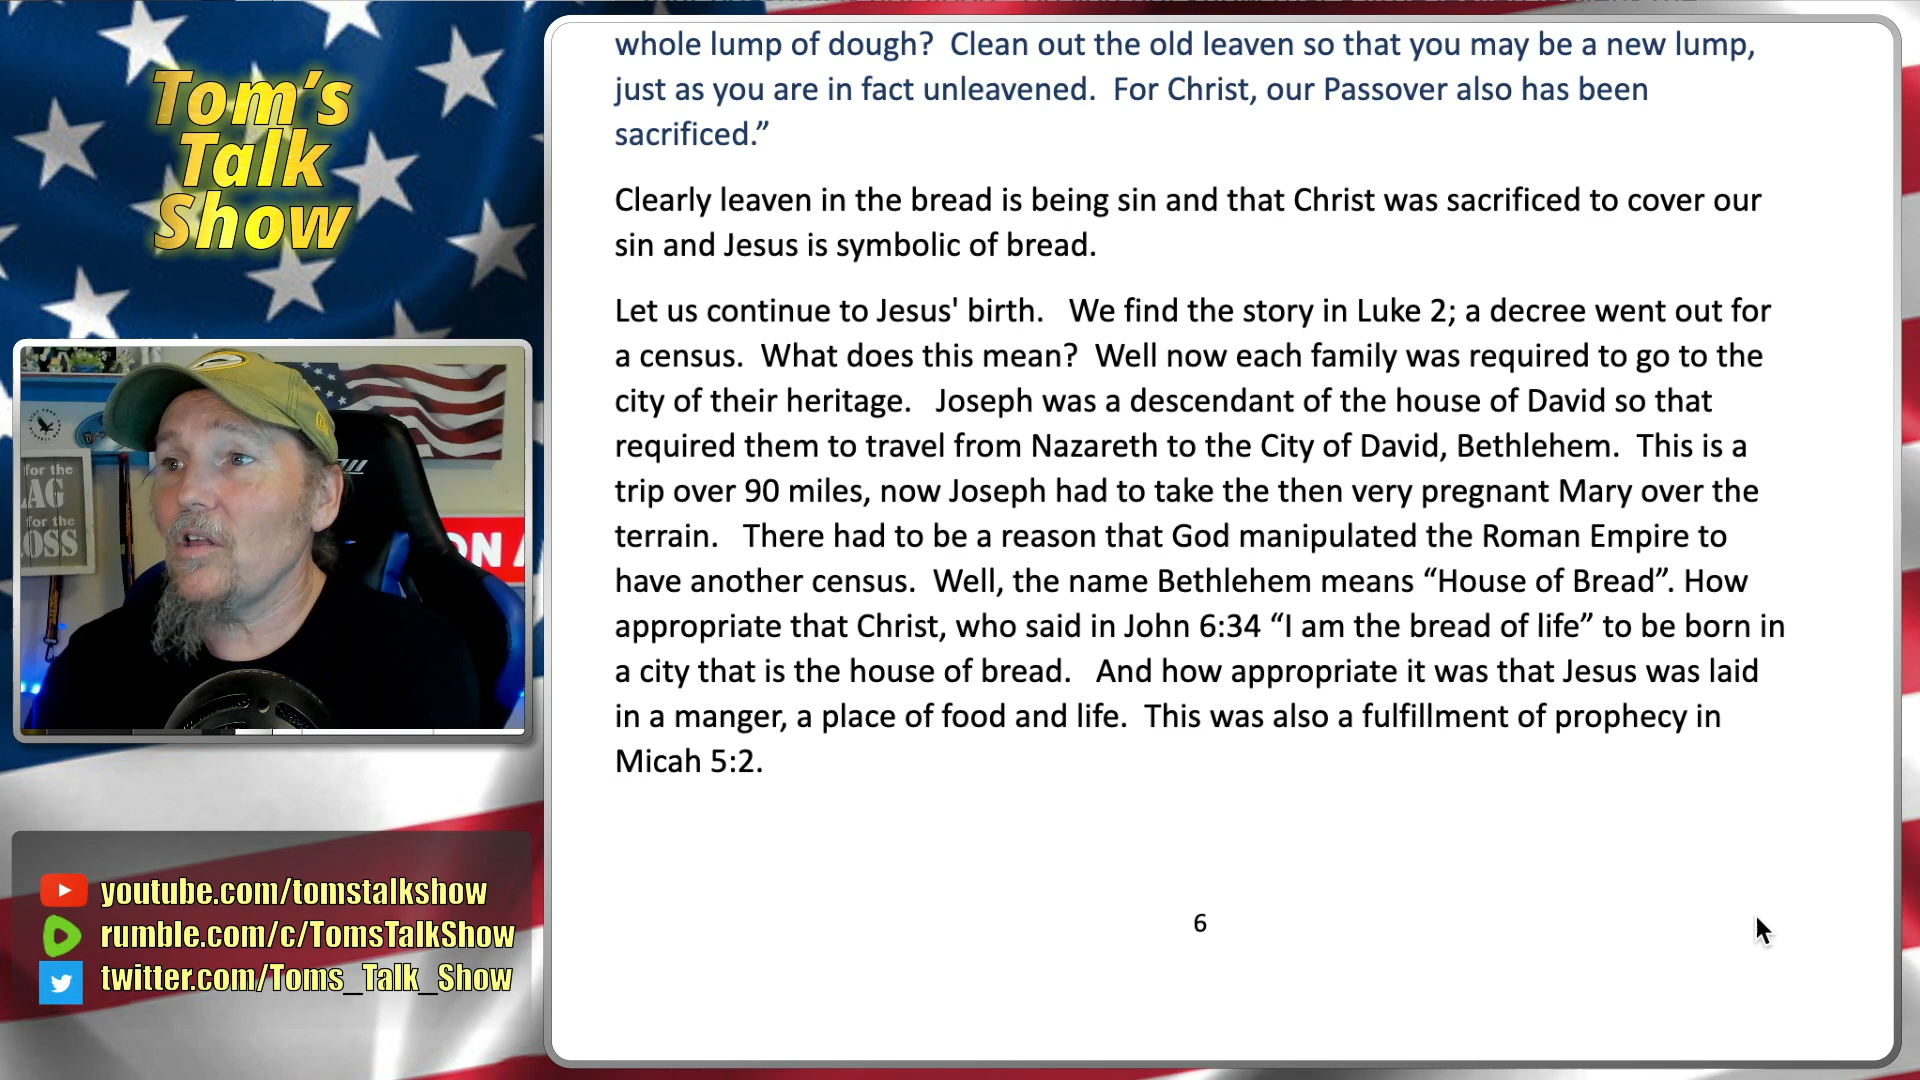 Tom's
Talk
Show
whole lump of dough?  Clean out the old leaven so that you may be a new lump,
just as you are in fact unleavened.  For Christ, our Passover also has been
sacrificed.”
Clearly leaven in the bread is being sin and that Christ was sacrificed to cover our
sin and Jesus is symbolic of bread.
Let us continue to Jesus' birth.   We find the story in Luke 2; a decree went out for
a census.  What does this mean?  Well now each family was required to go to the
city of their heritage.   Joseph was a descendant of the house of David so that
required them to travel from Nazareth to the City of David, Bethlehem.  This is a
trip over 90 miles, now Joseph had to take the then very pregnant Mary over the
terrain.   There had to be a reason that God manipulated the Roman Empire to
have another census.  Well, the name Bethlehem means “House of Bread”. How
appropriate that Christ, who said in John 6:34 “I am the bread of life” to be born in
a city that is the house of bread.   And how appropriate it was that Jesus was laid
in a manger, a place of food and life.  This was also a fulfillment of prophecy in
Micah 5:2.
6
for the
LAG
for the
OSS
ON A
youtube.com/tomstalkshow
rumble.com/c/TomsTalkShow
twitter.com/Toms_Talk_Show